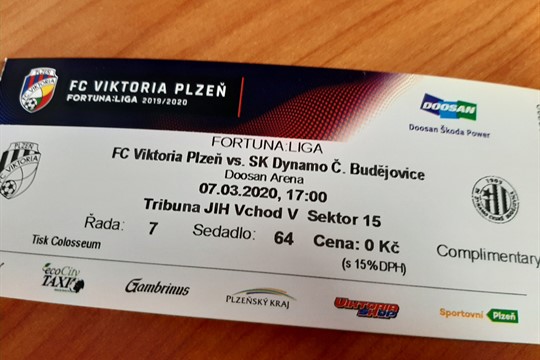 FC VIKTORIA PLZEŇ
FORTUNA:LIGA 2019/2020
DOOSAN
Doosan Škoda Power
FORTUNA:LIGA
FC Viktoria Plzeň vs. SK Dynamo Č. Budějovice
Doosan Arena
07.03.2020, 17:00
Tribuna JIH Vchod V Sektor 15
Řada: 7 Sedadlo: 64 Cena: 0 Kč
(s 15%DPH)
Tisk Colosseum
Complimentary
ecoCity
TAXI
Gambrinus
PLZEŇSKÝ KRAJ
VIKTORIA
Sportovní Plzeň